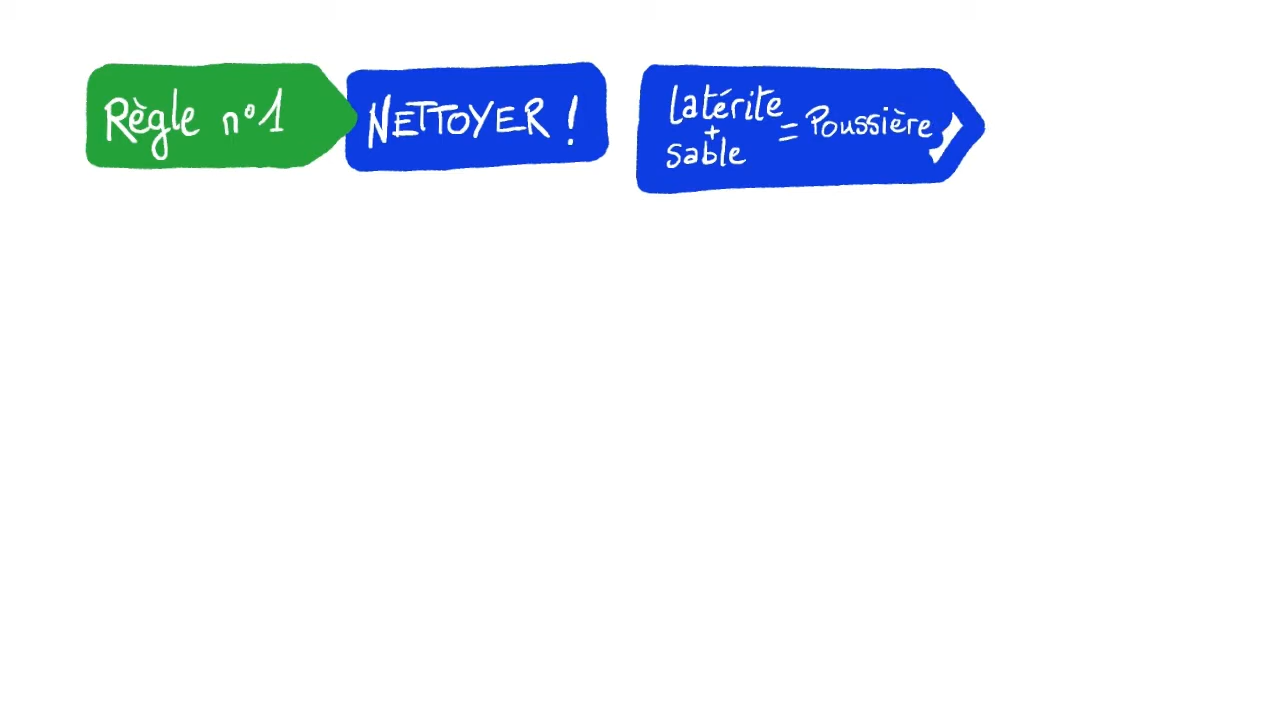 Règle n°1
NETTOYER !
latérite
+
sable
= Poussière